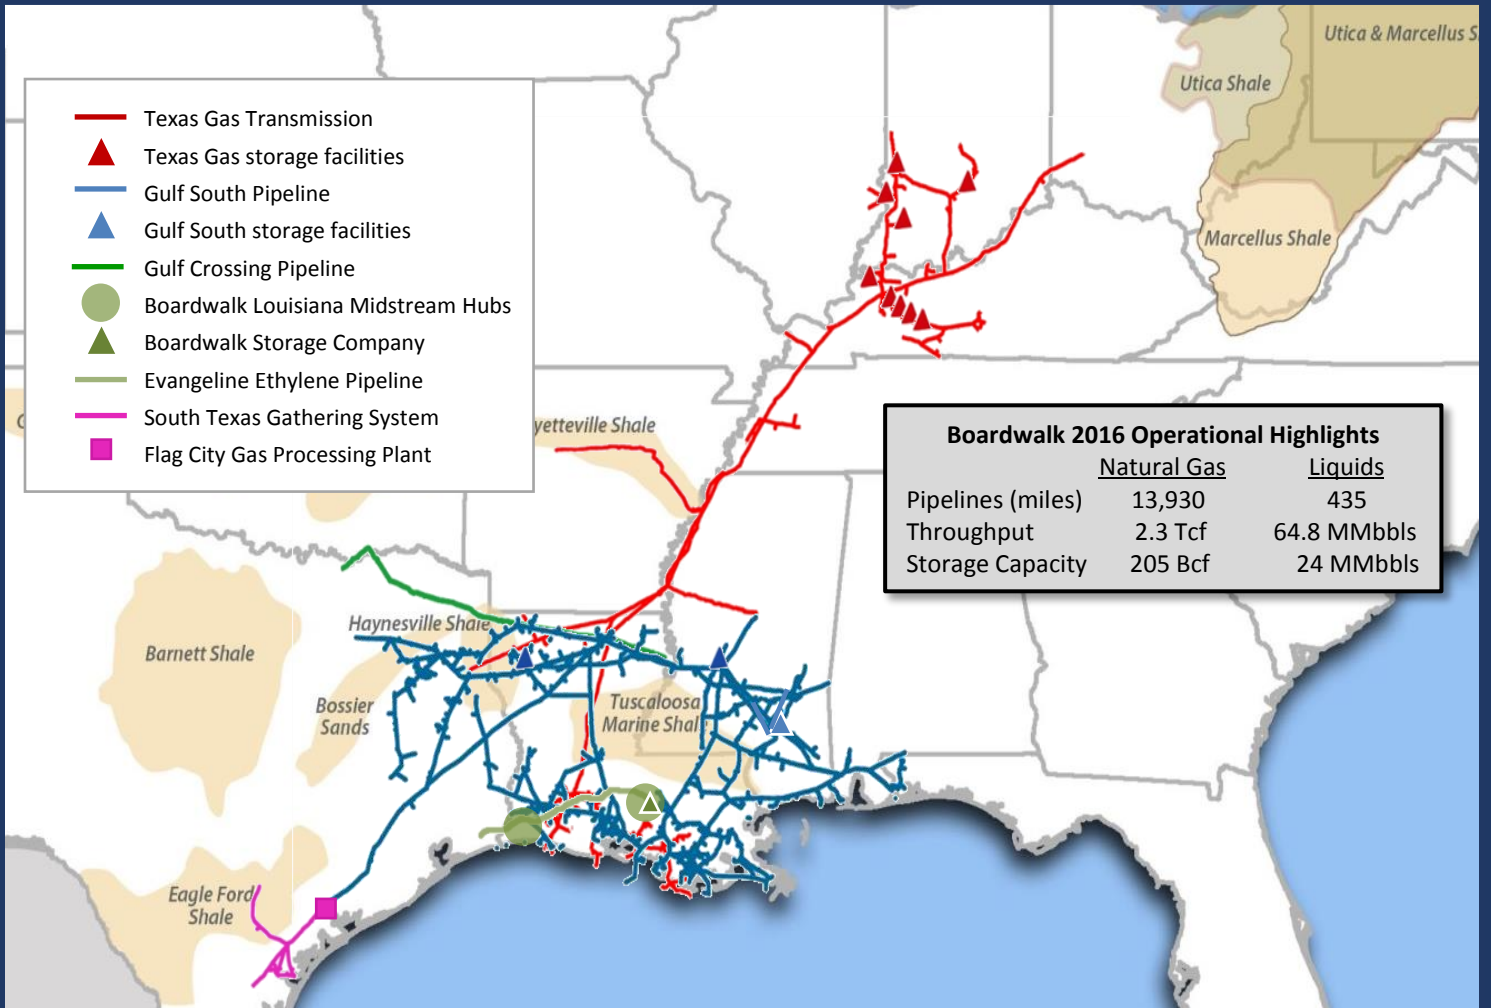 Utica & Marcellus S
Utica Shale
Texas Gas Transmission
Texas Gas storage facilities
Gulf South Pipeline
Gulf South storage facilities
Gulf Crossing Pipeline
Boardwalk Louisiana Midstream Hubs
Boardwalk Storage Company
Evangeline Ethylene Pipeline
South Texas Gathering System
Flag City Gas Processing Plant
Marcellus Shale
yetteville Shale
Boardwalk 2016 Operational Highlights
Natural Gas Liquids
Pipelines (miles) 13,930 435
Throughput 2.3 Tcf 64.8 MMbbls
Storage Capacity 205 Bcf 24 MMbbls
Haynesville Shale
Barnett Shale
Bossier
Sands
Tuscaloosa
Marine Shal
Eagle Ford
Shale